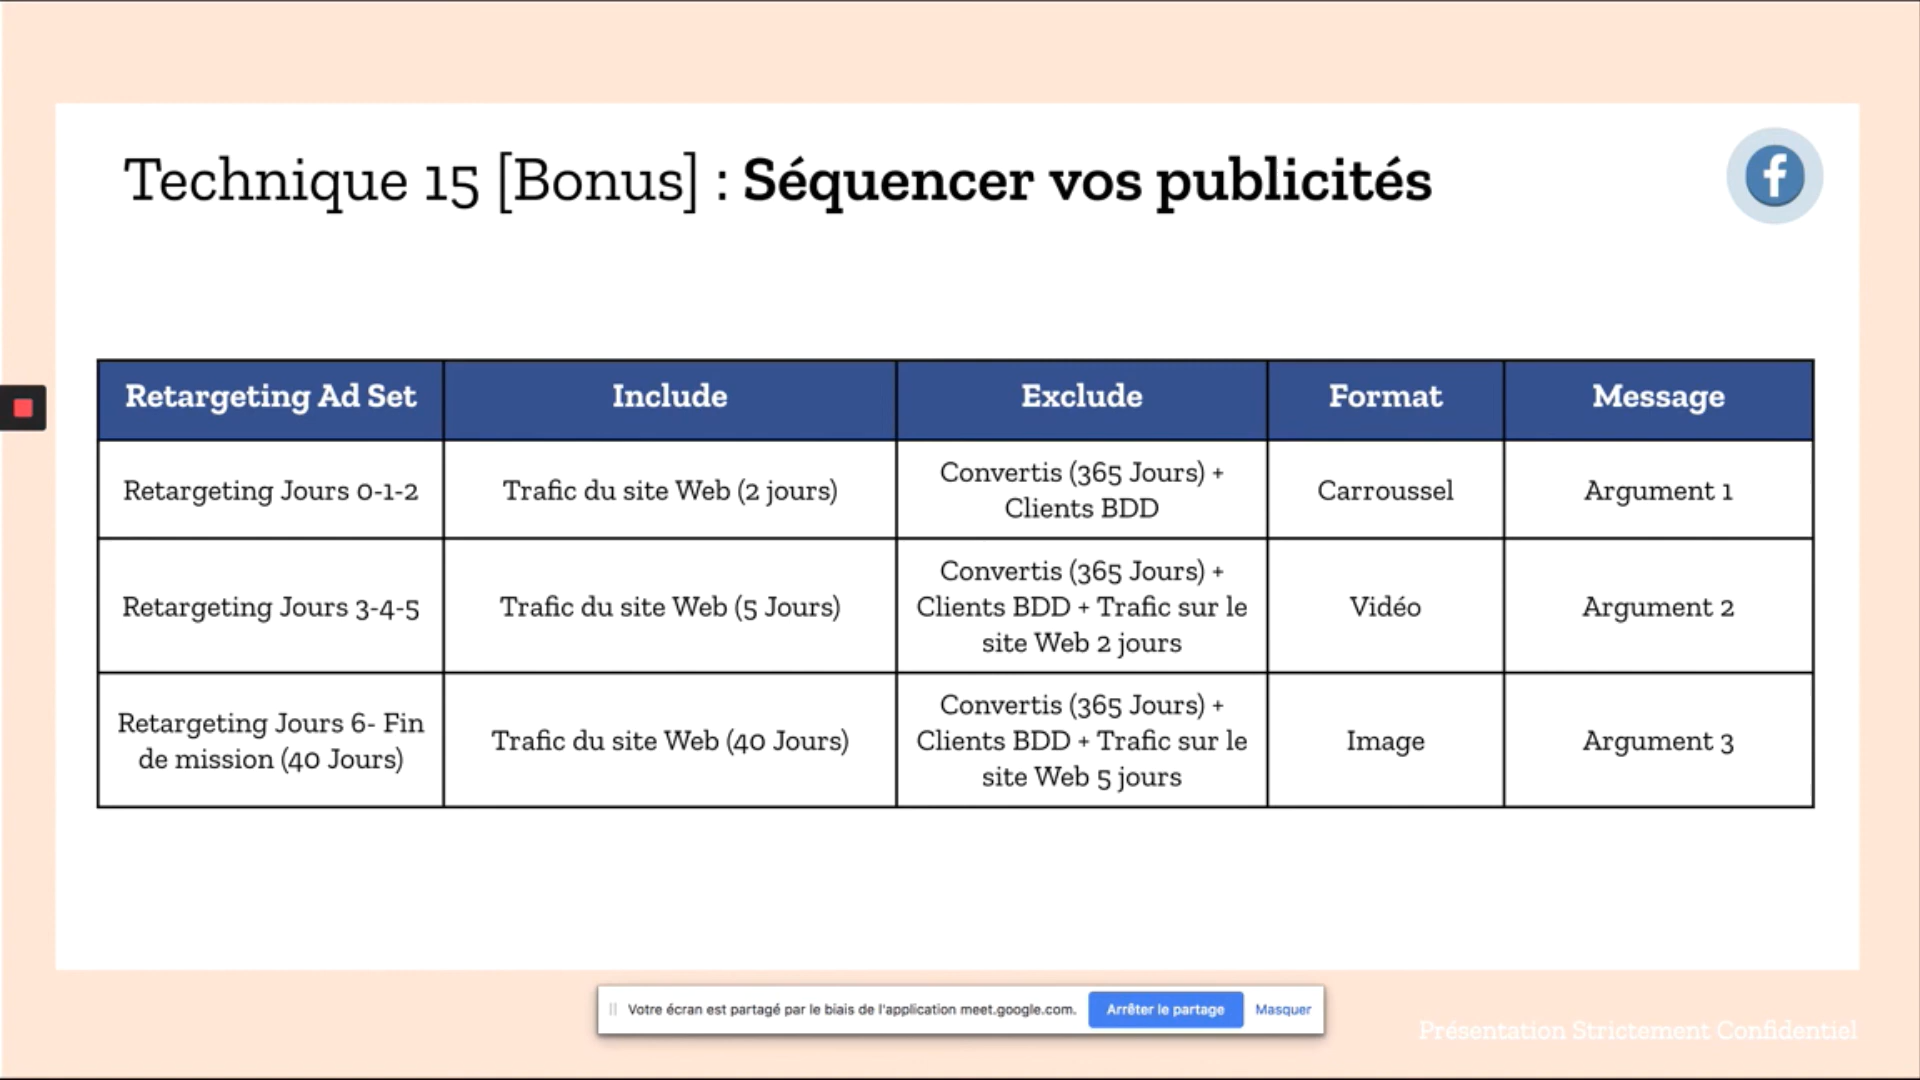 Technique 15 [Bonus] : Séquencer vos publicités
f
Retargeting Ad Set
Include
Exclude
Format
Message
Retargeting Jours 0-1-2
Trafic du site Web (2 jours)
Convertis (365 Jours) +
Clients BDD
Carroussel
Argument 1
Retargeting Jours 3-4-5
Trafic du site Web (5 Jours)
Convertis (365 Jours) +
Clients BDD + Trafic sur le
site Web 2 jours
Vidéo
Argument 2
Retargeting Jours 6- Fin
de mission (40 Jours)
Trafic du site Web (40 Jours)
Convertis (365 Jours) +
Clients BDD + Trafic sur le
site Web 5 jours
Image
Argument 3
Votre écran est partagé par le biais de l'application meet.google.com.
Arrêter le partage
Masquer
Présentation Strictement Confidentiel